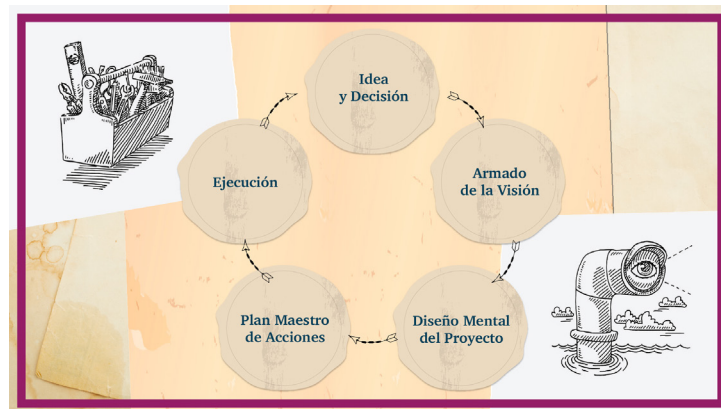 Idea
y Decisión
Armado
de la Visión
Diseño Mental
del Proyecto
Plan Maestro
de Acciones
Ejecución